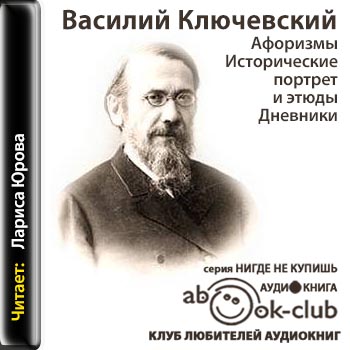 Василий Ключевский
Афоризмы
Исторические
портрет
и этюды
Дневники
Читает: Лариса Юрова
серия НИГДЕ НЕ КУПИШЬ
АУДИОКНИГА
abook-club
КЛУБ ЛЮБИТЕЛЕЙ АУДИОКНИГ